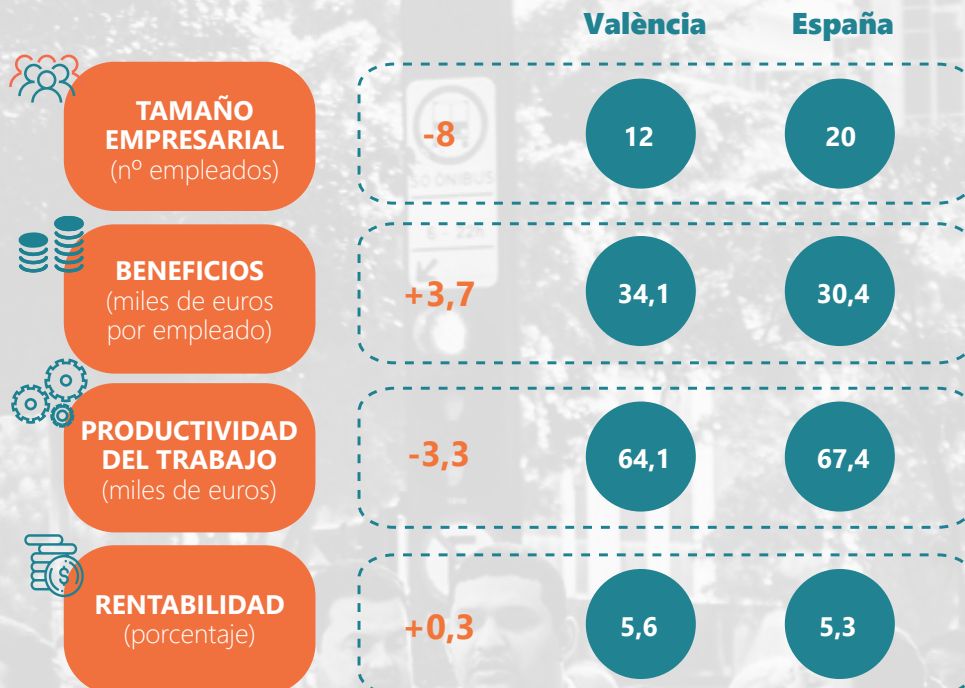 València España
TAMAÑO
EMPRESARIAL
(nº empleados)
-8 12 20
BENEFICIOS
(miles de euros
por empleado)
+3,7 34,1 30,4
PRODUCTIVIDAD
DEL TRABAJO
(miles de euros)
-3,3 64,1 67,4
RENTABILIDAD
(porcentaje)
+0,3 5,6 5,3
SO ÔNIBUS